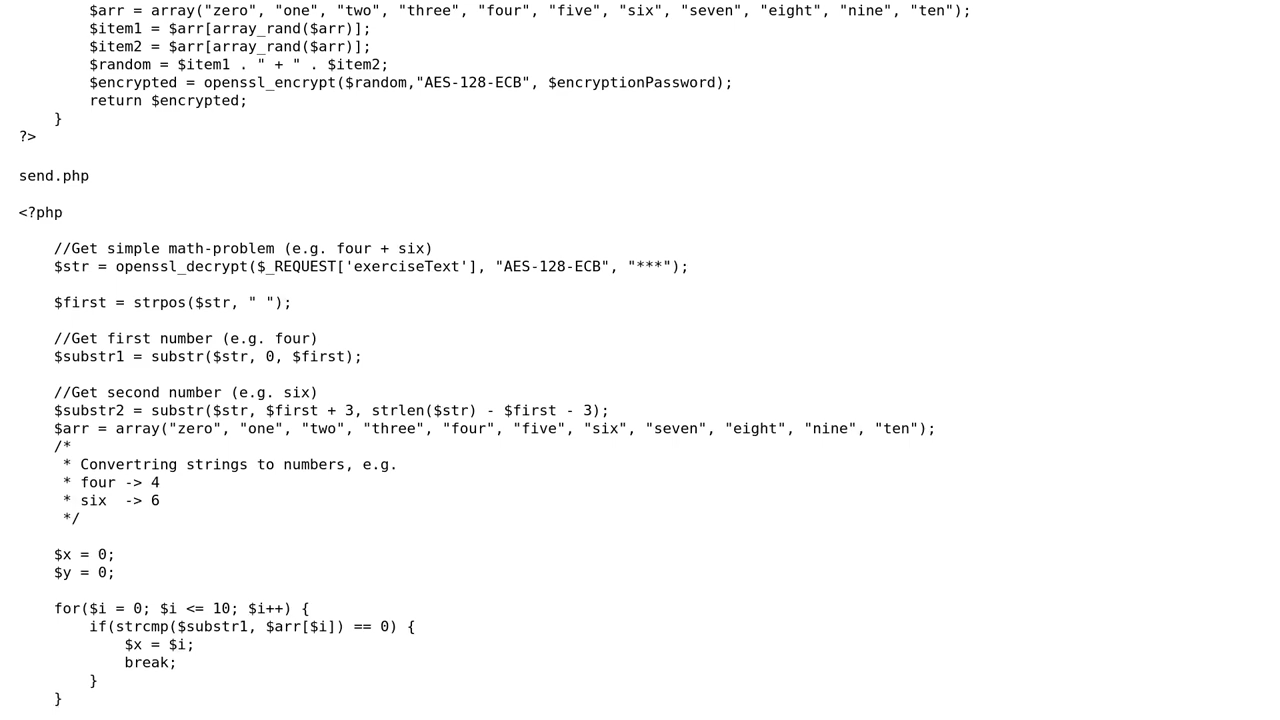 $arr = array("zero", "one", "two", "three", "four", "five", "six", "seven", "eight", "nine", "ten");
        $item1 = $arr[array_rand($arr)];
        $item2 = $arr[array_rand($arr)];
        $random = $item1 . " + " . $item2;
        $encrypted = openssl_encrypt($random,"AES-128-ECB", $encryptionPassword);
        return $encrypted;
    }
?>

send.php

<?php

    //Get simple math-problem (e.g. four + six)
    $str = openssl_decrypt($_REQUEST['exerciseText'], "AES-128-ECB", "***");

    $first = strpos($str, " ");

    //Get first number (e.g. four)
    $substr1 = substr($str, 0, $first);

    //Get second number (e.g. six)
    $substr2 = substr($str, $first + 3, strlen($str) - $first - 3);
    $arr = array("zero", "one", "two", "three", "four", "five", "six", "seven", "eight", "nine", "ten");
    /*
     * Convertring strings to numbers, e.g.
     * four -> 4
     * six  -> 6
     */

    $x = 0;
    $y = 0;

    for($i = 0; $i <= 10; $i++) {
        if(strcmp($substr1, $arr[$i]) == 0) {
            $x = $i;
            break;
        }
    }